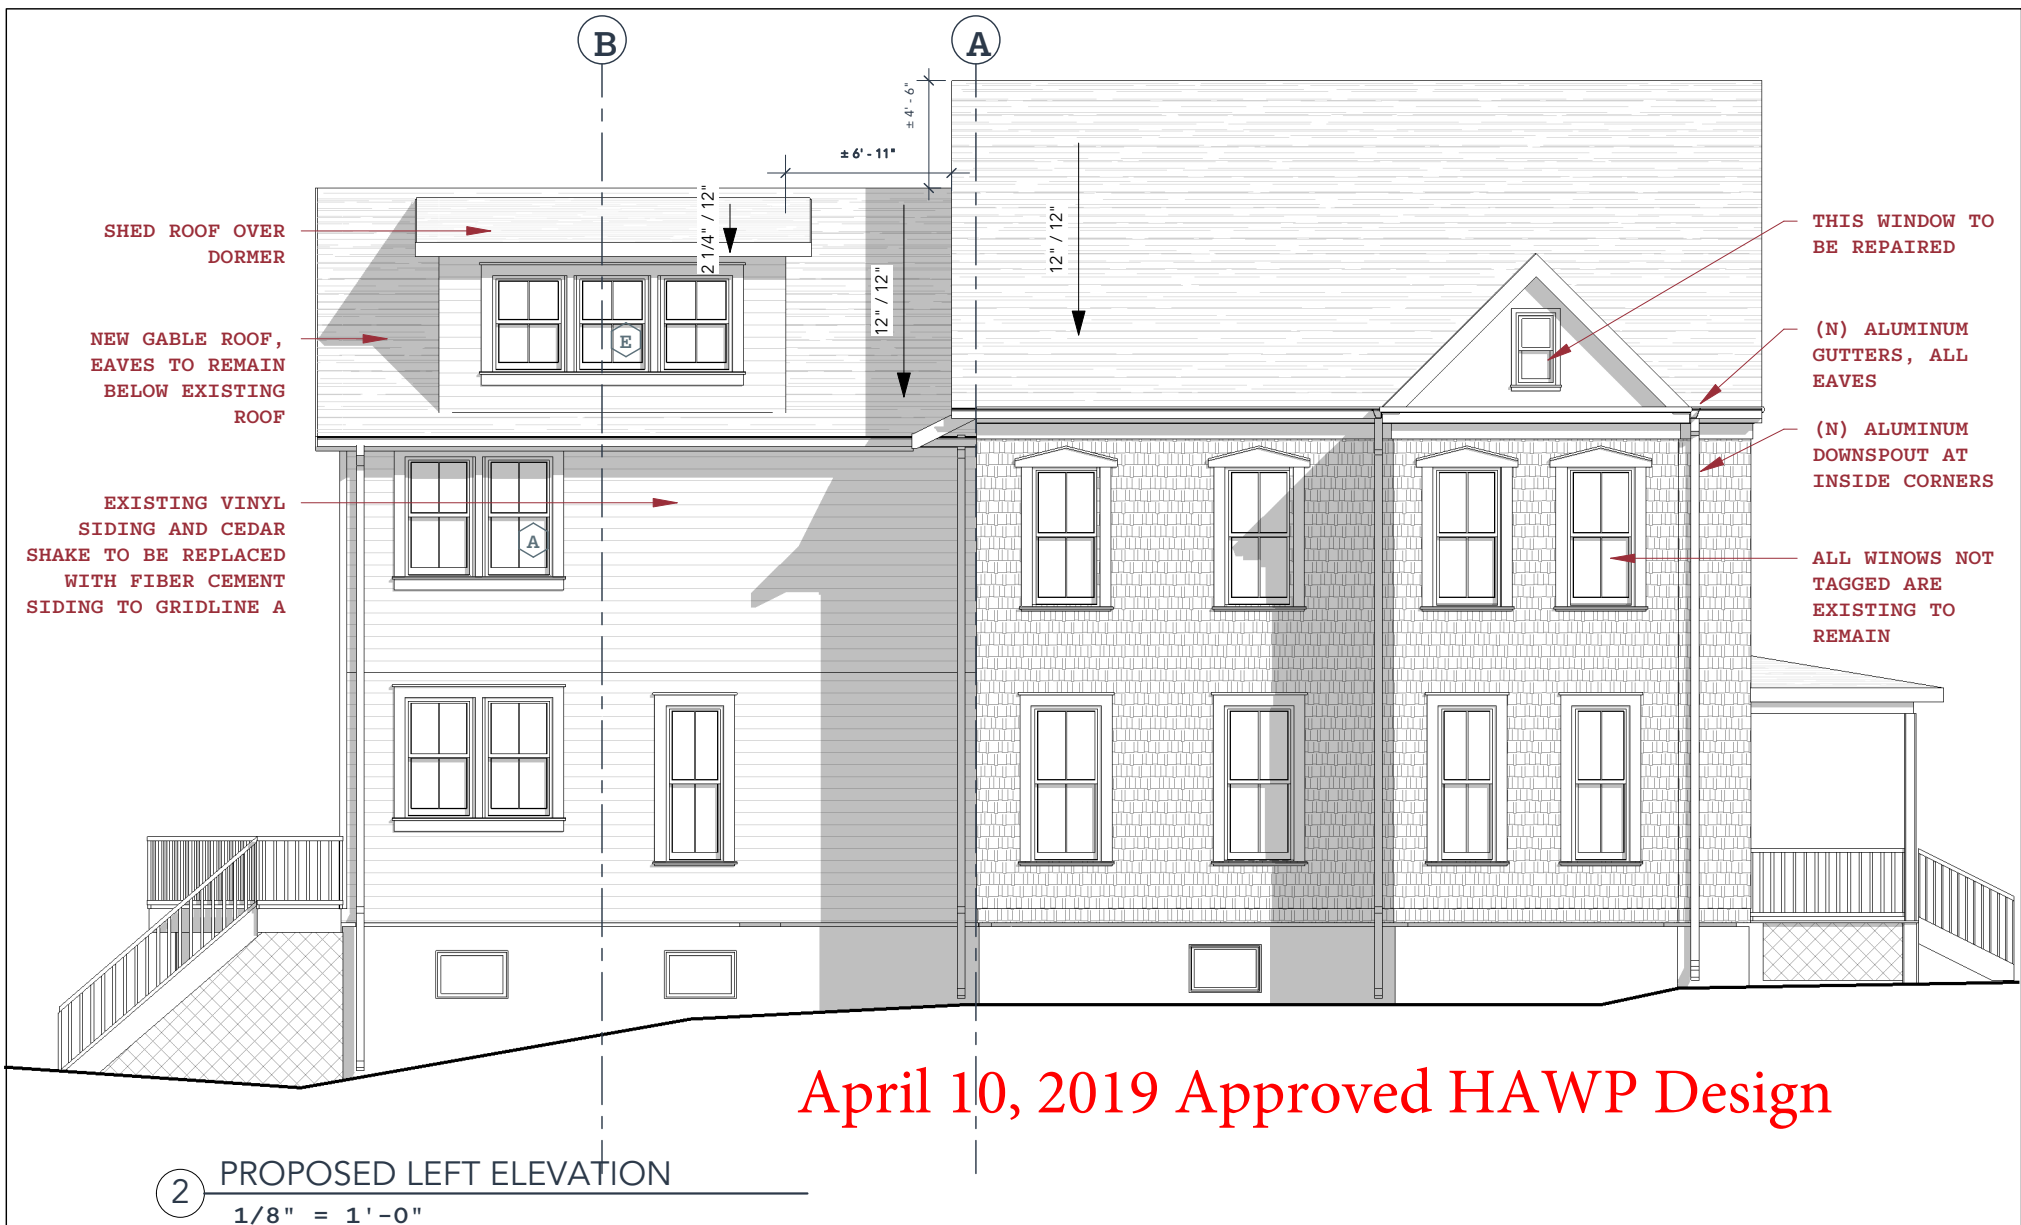 B
A
± 4' - 6"
± 6' - 11"
2 1/4" / 12"
12" / 12"
12" / 12"
SHED ROOF OVER
DORMER
NEW GABLE ROOF,
EAVES TO REMAIN
BELOW EXISTING
ROOF
EXISTING VINYL
SIDING AND CEDAR
SHAKE TO BE REPLACED
WITH FIBER CEMENT
SIDING TO GRIDLINE A
E
A
THIS WINDOW TO
BE REPAIRED
(N) ALUMINUM
GUTTERS, ALL
EAVES
(N) ALUMINUM
DOWNSPOUT AT
INSIDE CORNERS
ALL WINOWS NOT
TAGGED ARE
EXISTING TO
REMAIN
April 10, 2019 Approved HAWP Design
2 PROPOSED LEFT ELEVATION
1/8" = 1'-0"